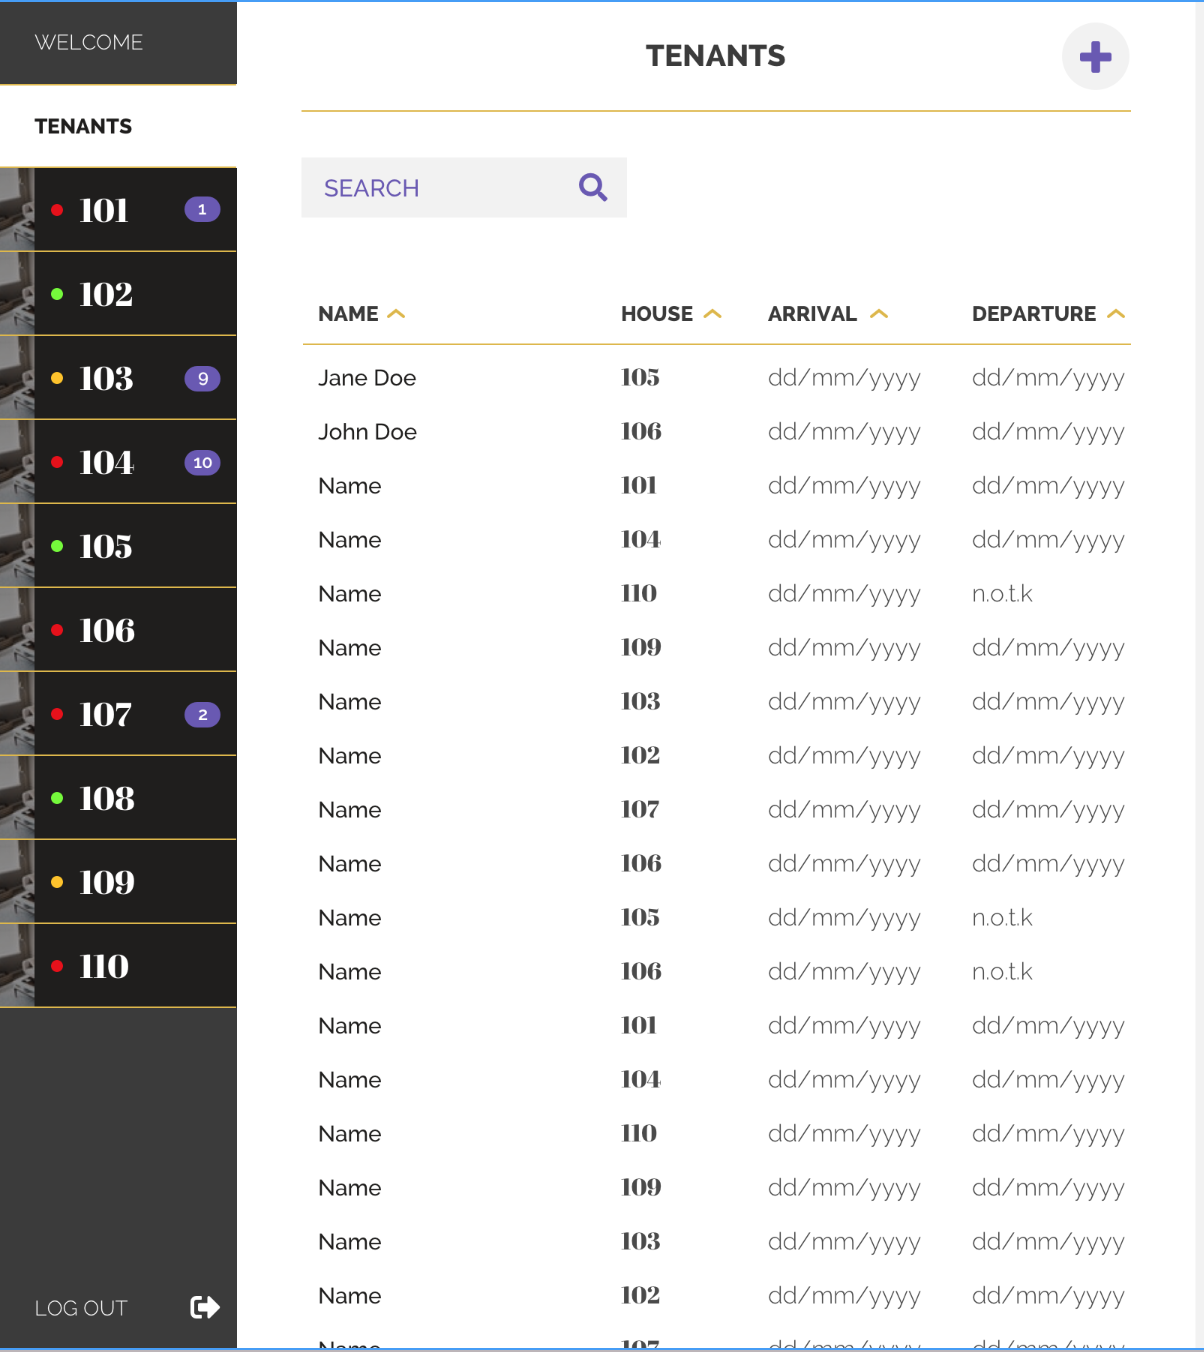 WELCOME
TENANTS
101 1
102
103 9
104 10
105
106
107 2
108
109
110
LOG OUT
TENANTS
SEARCH
NAME HOUSE ARRIVAL DEPARTURE
Jane Doe 105 dd/mm/yyyy dd/mm/yyyy
John Doe 106 dd/mm/yyyy dd/mm/yyyy
Name 101 dd/mm/yyyy dd/mm/yyyy
Name 104 dd/mm/yyyy dd/mm/yyyy
Name 110 dd/mm/yyyy n.o.t.k
Name 109 dd/mm/yyyy dd/mm/yyyy
Name 103 dd/mm/yyyy dd/mm/yyyy
Name 102 dd/mm/yyyy dd/mm/yyyy
Name 107 dd/mm/yyyy dd/mm/yyyy
Name 106 dd/mm/yyyy dd/mm/yyyy
Name 105 dd/mm/yyyy n.o.t.k
Name 106 dd/mm/yyyy n.o.t.k
Name 101 dd/mm/yyyy dd/mm/yyyy
Name 104 dd/mm/yyyy dd/mm/yyyy
Name 110 dd/mm/yyyy dd/mm/yyyy
Name 109 dd/mm/yyyy dd/mm/yyyy
Name 103 dd/mm/yyyy dd/mm/yyyy
Name 102 dd/mm/yyyy dd/mm/yyyy
Name 107 dd/mm/yyyy dd/mm/yyyy